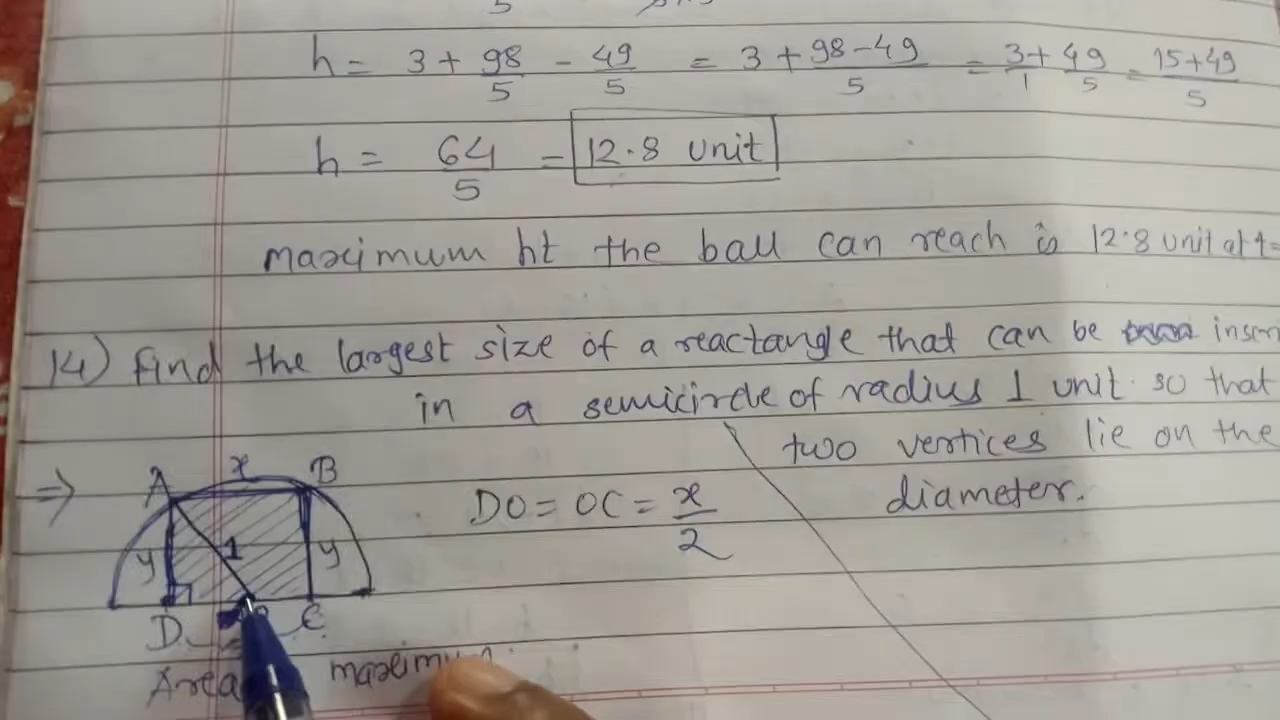 h = 3 + 98/5 - 49/5 = 3 + 98-49/5 = 3/1 + 49/5 = 15+49/5
h = 64/5 = 12.8 unit
maximum ht the ball can reach is 12.8 unit at t=
14) Find the largest size of a reactangle that can be inscr
in a semicircle of radius 1 unit. so that
two vertices lie on the
diameter.
⇒ A x B
DO = OC = x/2
y 1 y
D C
Area maximu